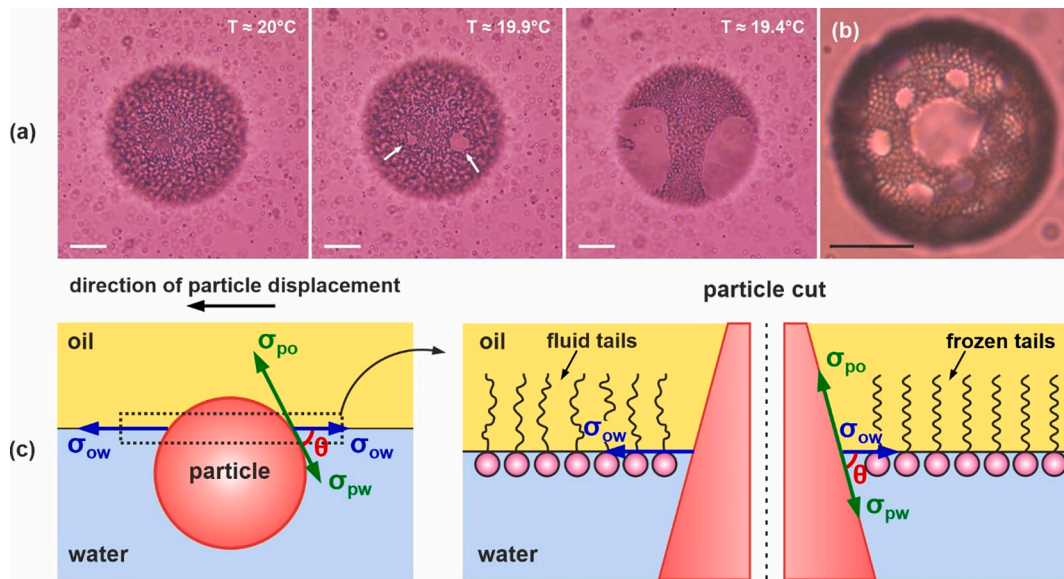 T ≈ 20°C
T ≈ 19.9°C
T ≈ 19.4°C
(b)
(a)
direction of particle displacement
particle cut
oil
σpo
σow
σow
θ
particle
σpw
water
(c)
oil
fluid tails
σow
frozen tails
σpo
σow
θ
σpw
water